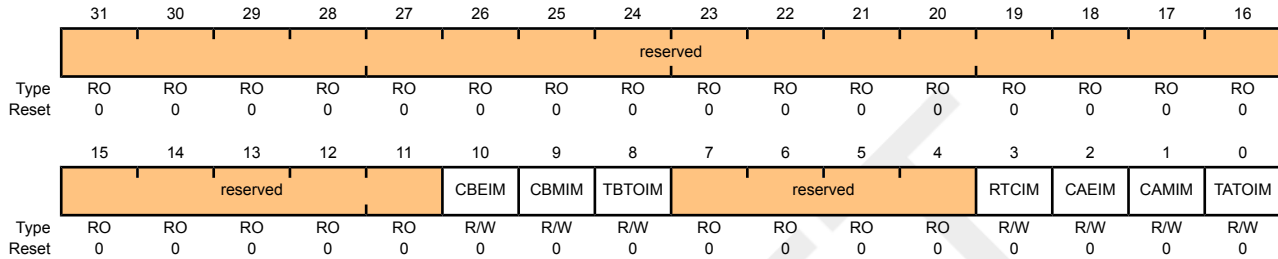 31 30 29 28 27 26 25 24 23 22 21 20 19 18 17 16
reserved
Type RO RO RO RO RO RO RO RO RO RO RO RO RO RO RO RO
Reset 0 0 0 0 0 0 0 0 0 0 0 0 0 0 0 0
15 14 13 12 11 10 9 8 7 6 5 4 3 2 1 0
reserved CBEIM CBMIM TBTOIM reserved RTCIM CAEIM CAMIM TATOIM
Type RO RO RO RO RO R/W R/W R/W RO RO RO RO R/W R/W R/W R/W
Reset 0 0 0 0 0 0 0 0 0 0 0 0 0 0 0 0